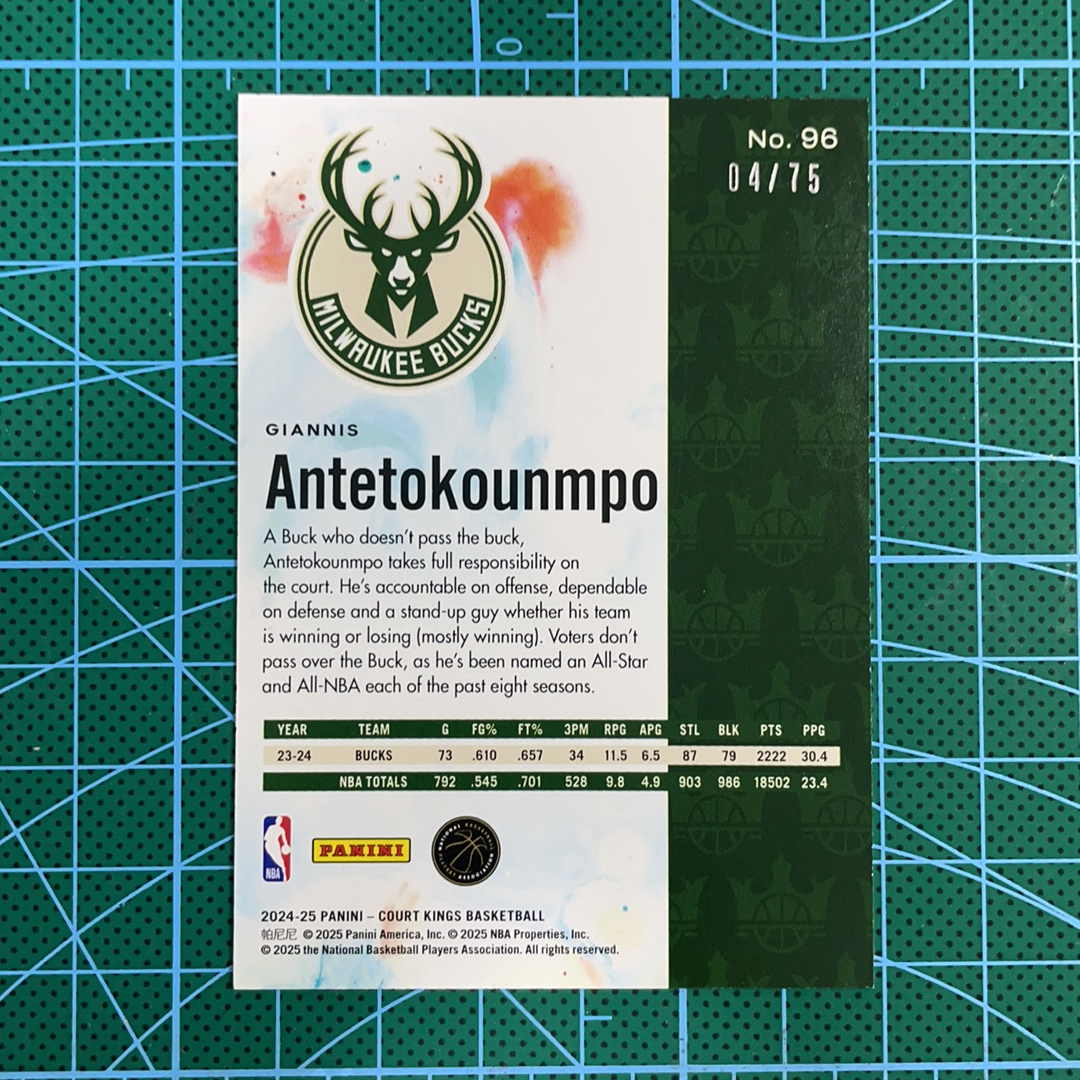 0
No. 96
04/75
MILWAUKEE BUCKS
GIANNIS
Antetokounmpo
A Buck who doesn't pass the buck,
Antetokounmpo takes full responsibility on
the court. He's accountable on offense, dependable
on defense and a stand-up guy whether his team
is winning or losing (mostly winning). Voters don't
pass over the Buck, as he's been named an All-Star
and All-NBA each of the past eight seasons.
YEAR TEAM G FG% FT% 3PM RPG APG STL BLK PTS PPG
23-24 BUCKS 73 .610 .657 34 11.5 6.5 87 79 2222 30.4
NBA TOTALS 792 .545 .701 528 9.8 4.9 903 986 18502 23.4
NBA
PANINI
NATIONAL BASKETBALL PLAYERS ASSOCIATION
2024-25 PANINI – COURT KINGS BASKETBALL
帕尼尼 © 2025 Panini America, Inc. © 2025 NBA Properties, Inc.
© 2025 the National Basketball Players Association. All rights reserved.